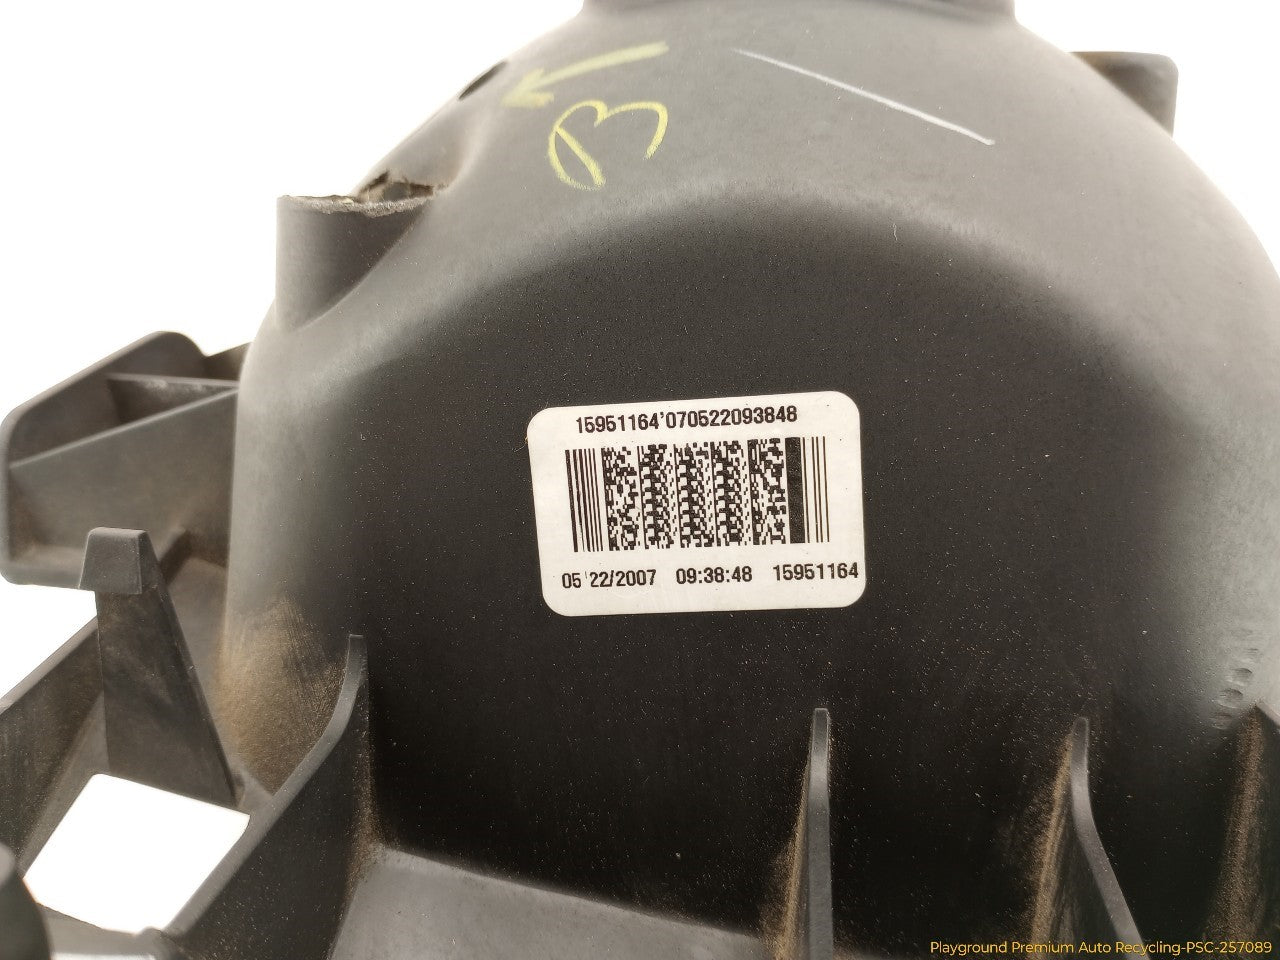 B
15951164'070522093848
05 22/2007 09:38:48 15951164
Playground Premium Auto Recycling-PSC-257089